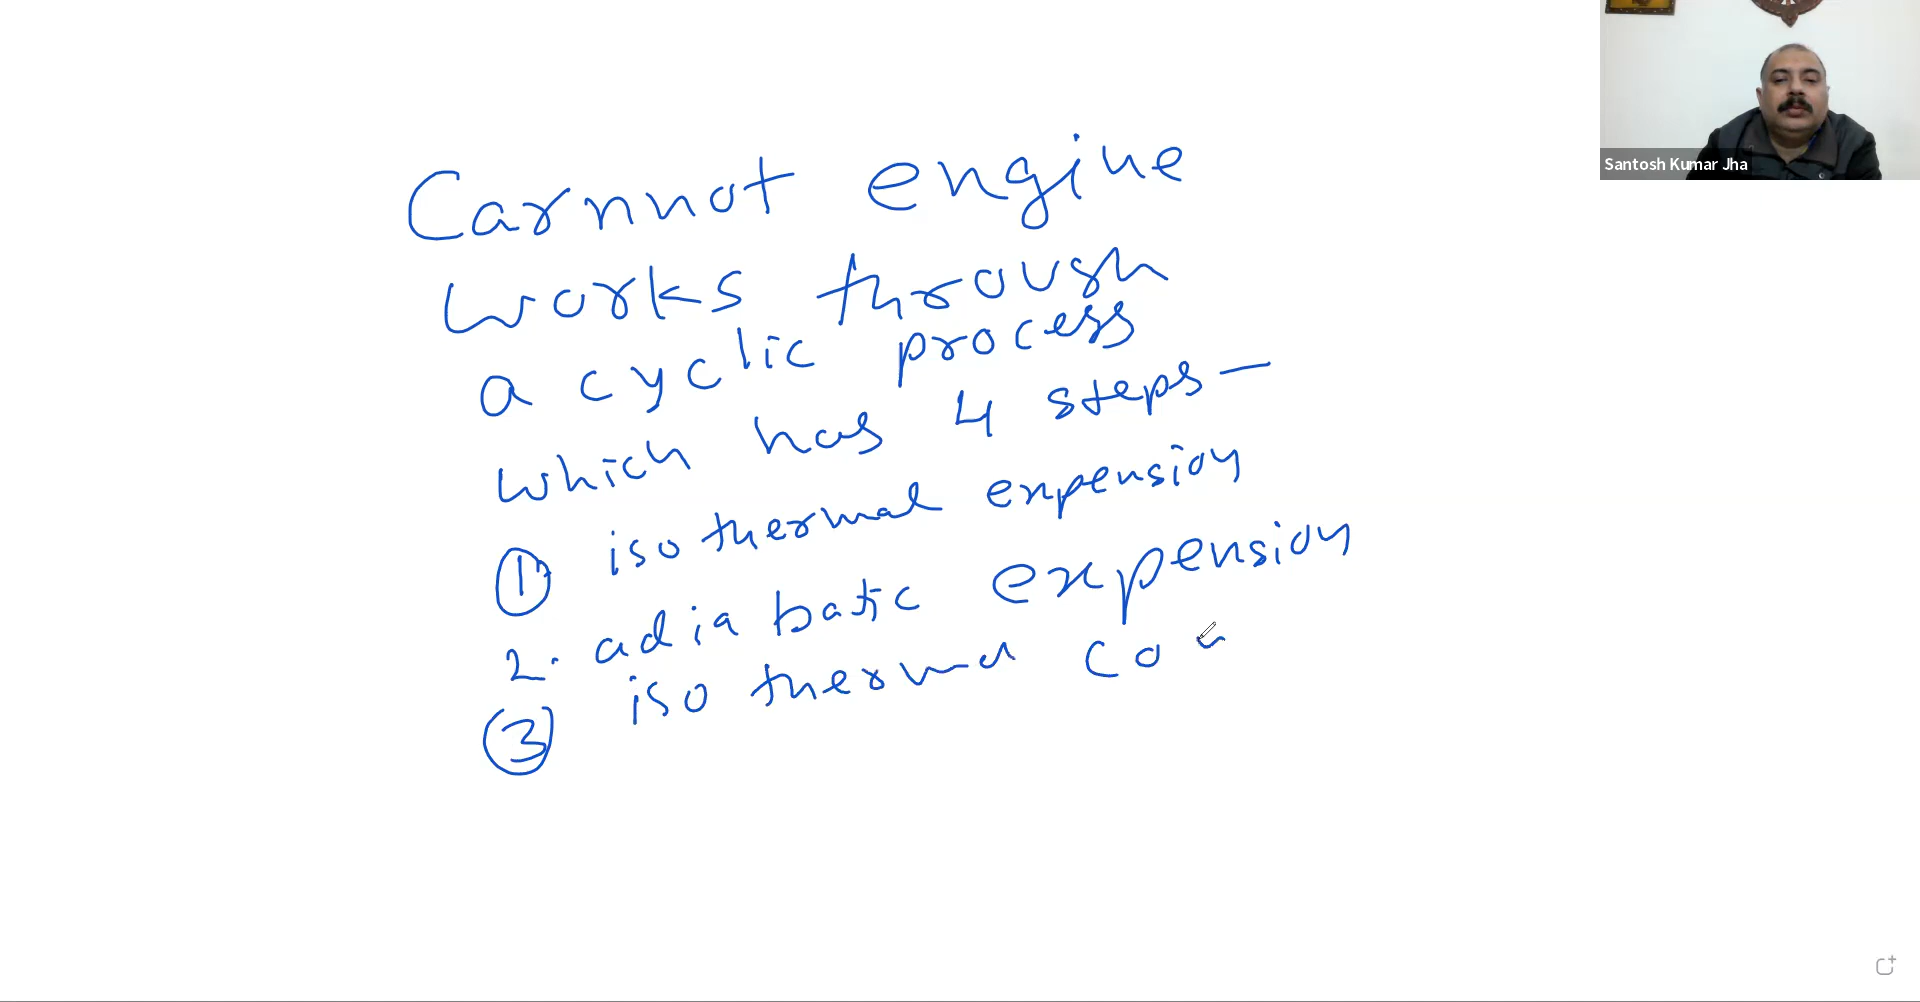 Carnnot engine
works through
a cyclic process
which has 4 steps —
① isothermal expension
2. adiabatic expension
③ isothermal co
Santosh Kumar Jha